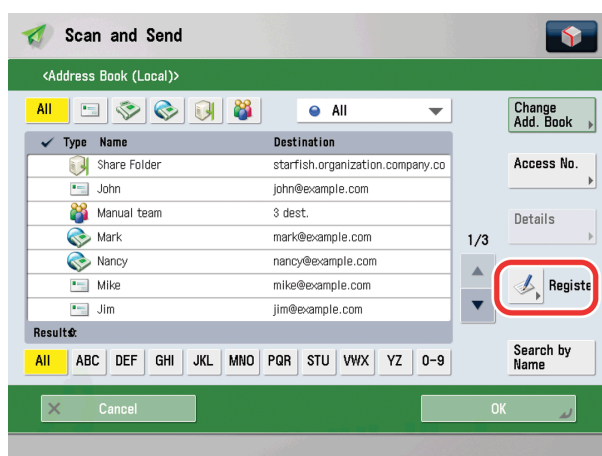 Scan and Send
<Address Book (Local)>
All
All
Change
Add. Book
Type Name Destination
Share Folder starfish.organization.company.co
John john@example.com
Manual team 3 dest.
Mark mark@example.com
Nancy nancy@example.com
Mike mike@example.com
Jim jim@example.com
Access No.
Details
1/3
Registe
Results:
All ABC DEF GHI JKL MNO PQR STU VWX YZ 0-9
Search by
Name
Cancel
OK